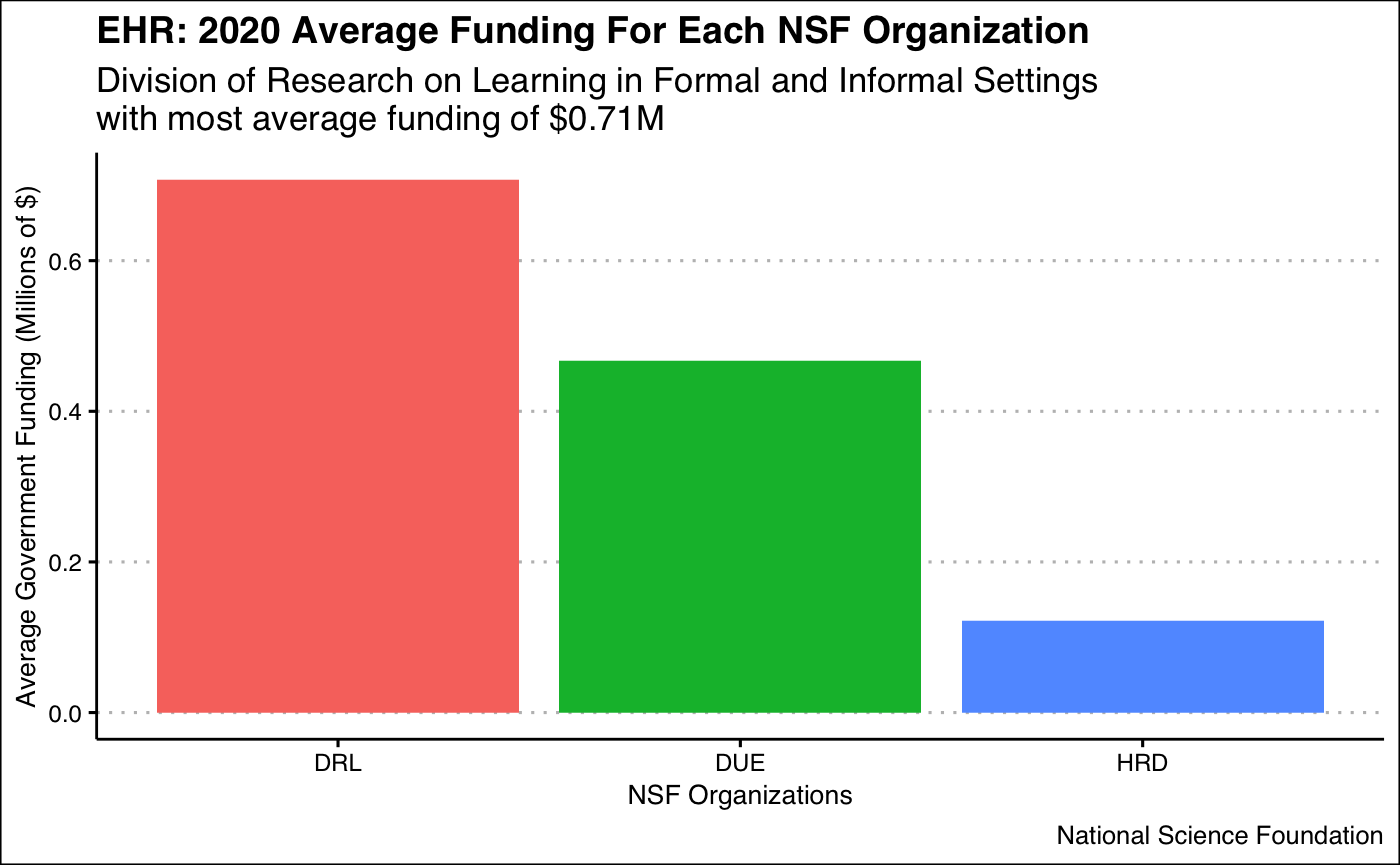 EHR: 2020 Average Funding For Each NSF Organization
Division of Research on Learning in Formal and Informal Settings
with most average funding of $0.71M
Average Government Funding (Millions of $)
0.6
0.4
0.2
0.0
DRL
DUE
HRD
NSF Organizations
National Science Foundation